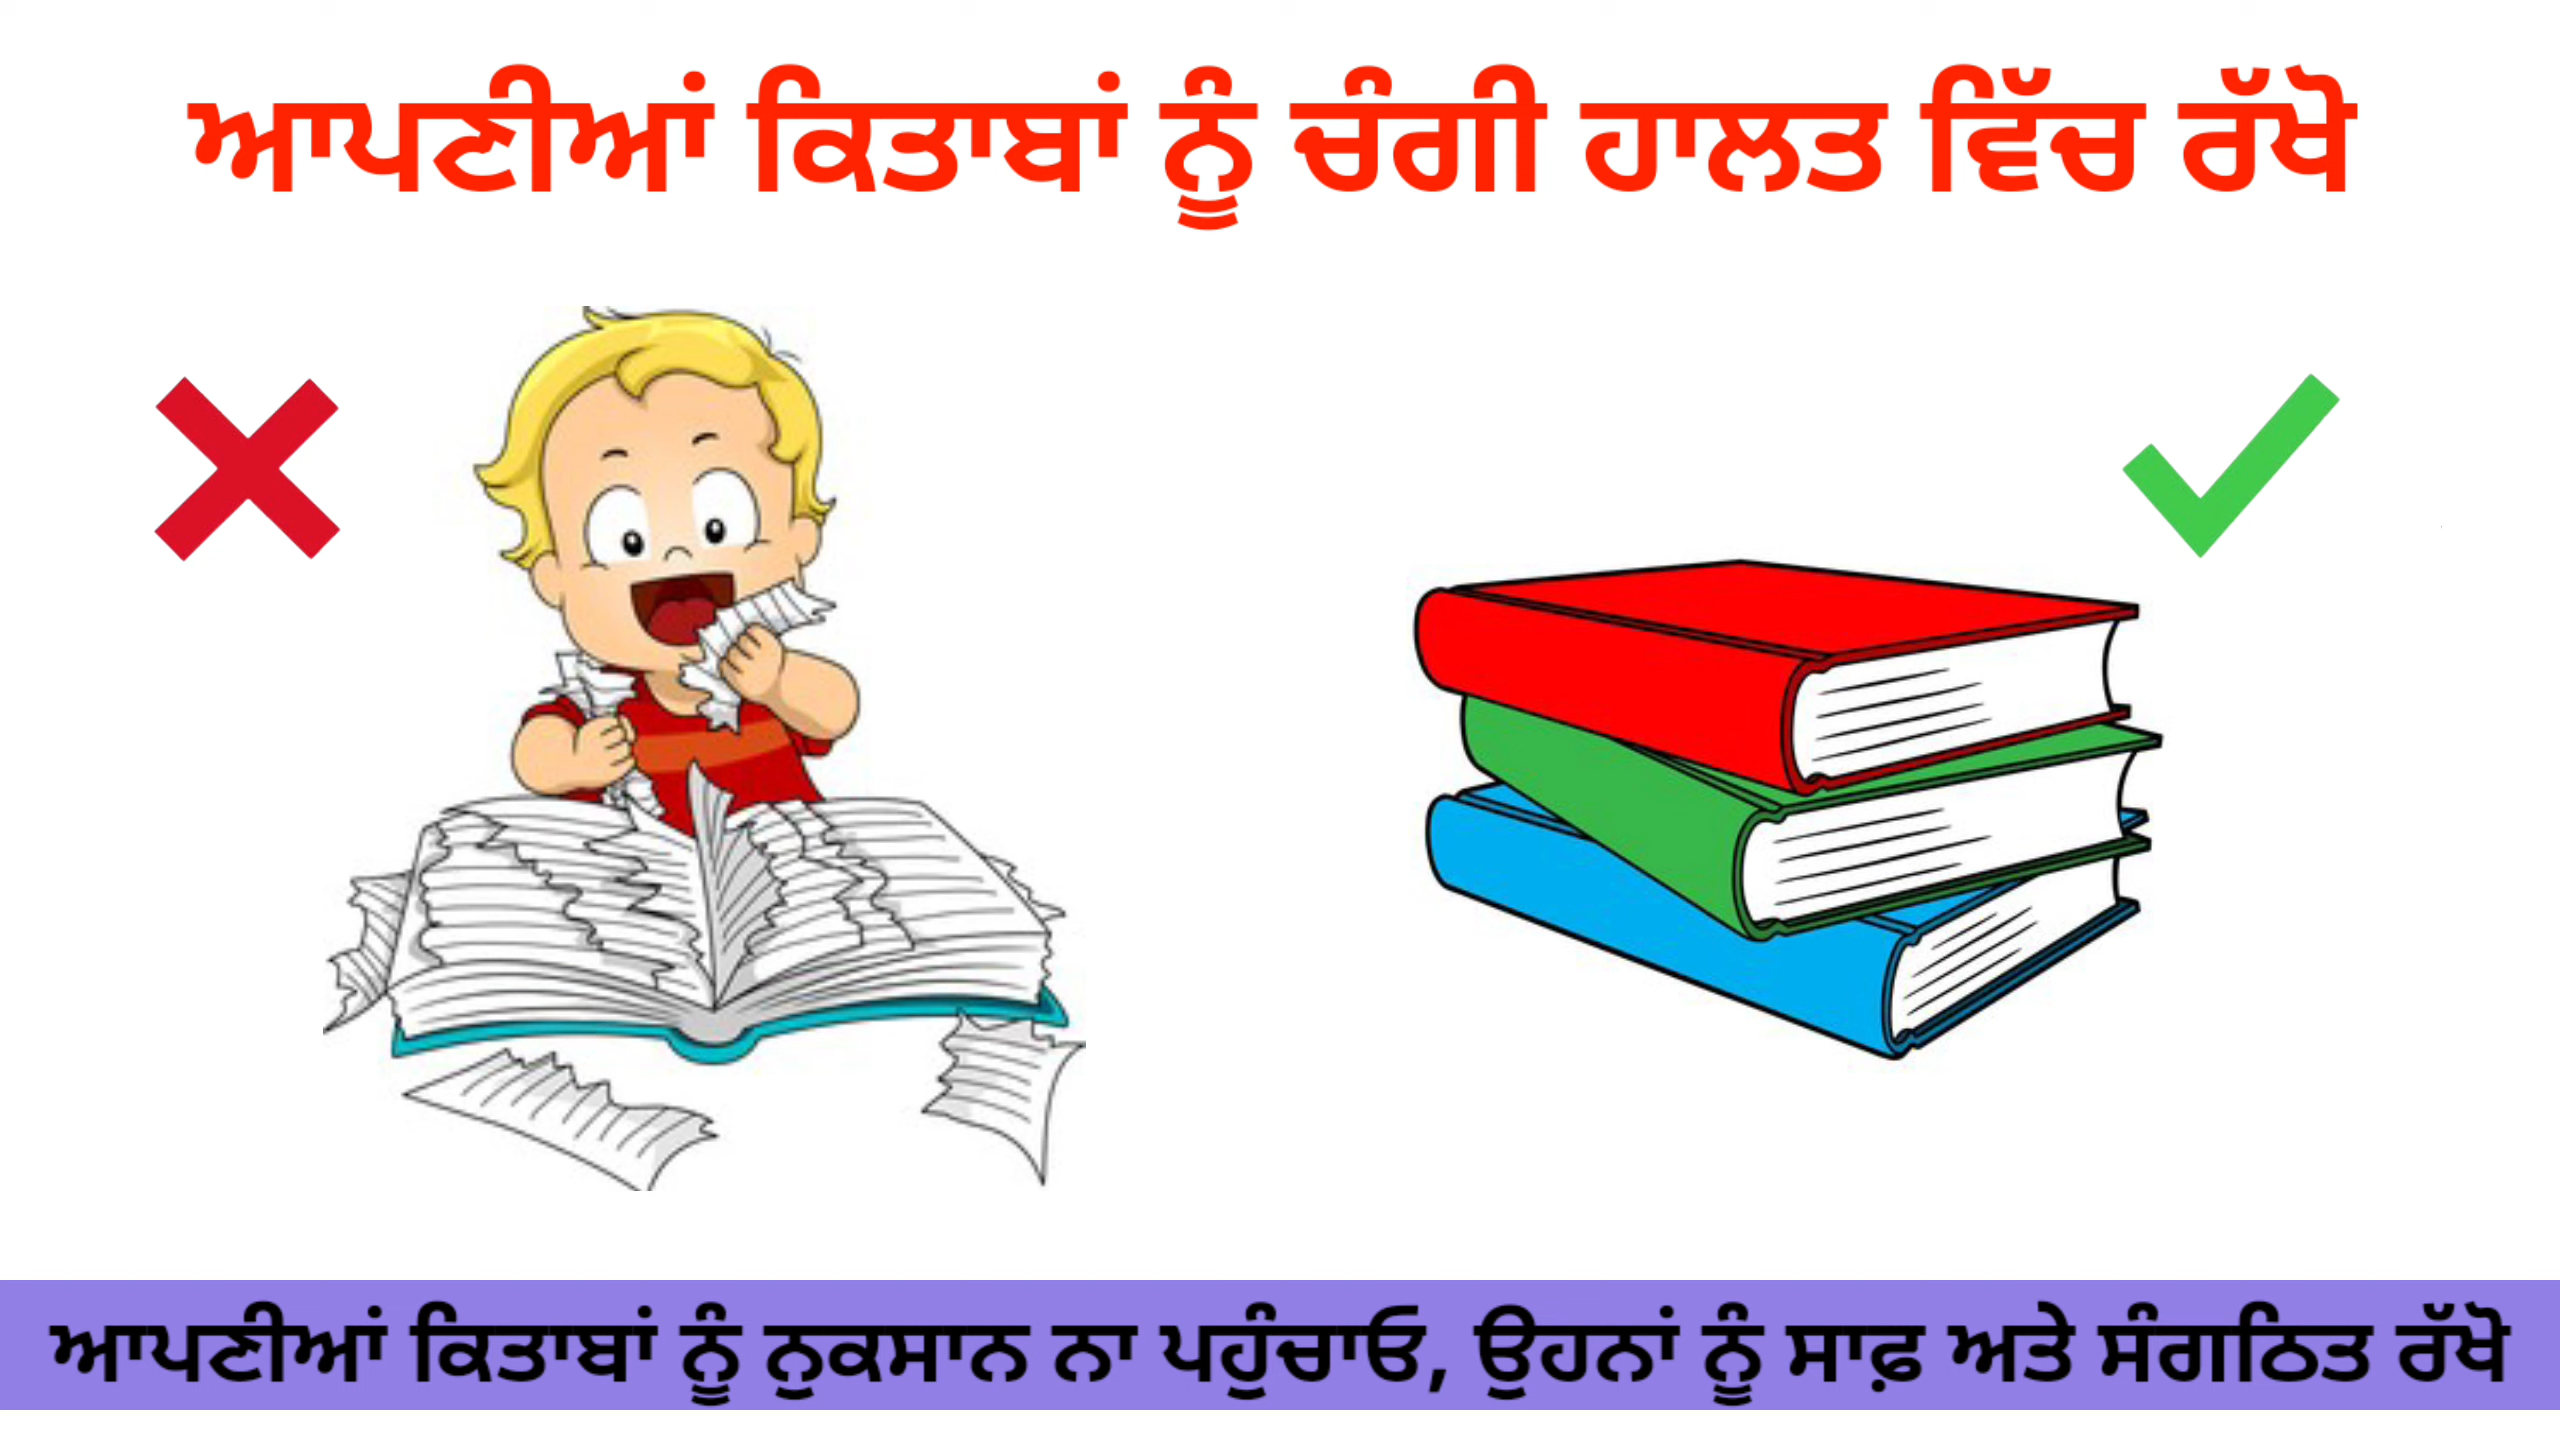 ਆਪਣੀਆਂ ਕਿਤਾਬਾਂ ਨੂੰ ਚੰਗੀ ਹਾਲਤ ਵਿੱਚ ਰੱਖੋ
ਆਪਣੀਆਂ ਕਿਤਾਬਾਂ ਨੂੰ ਨੁਕਸਾਨ ਨਾ ਪਹੁੰਚਾਓ, ਉਹਨਾਂ ਨੂੰ ਸਾਫ਼ ਅਤੇ ਸੰਗਠਿਤ ਰੱਖੋ